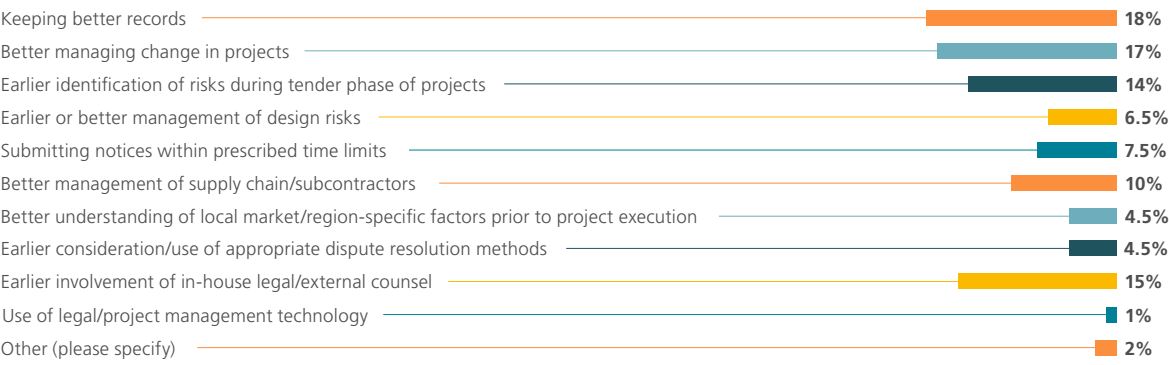 Keeping better records 18%
Better managing change in projects 17%
Earlier identification of risks during tender phase of projects 14%
Earlier or better management of design risks 6.5%
Submitting notices within prescribed time limits 7.5%
Better management of supply chain/subcontractors 10%
Better understanding of local market/region-specific factors prior to project execution 4.5%
Earlier consideration/use of appropriate dispute resolution methods 4.5%
Earlier involvement of in-house legal/external counsel 15%
Use of legal/project management technology 1%
Other (please specify) 2%